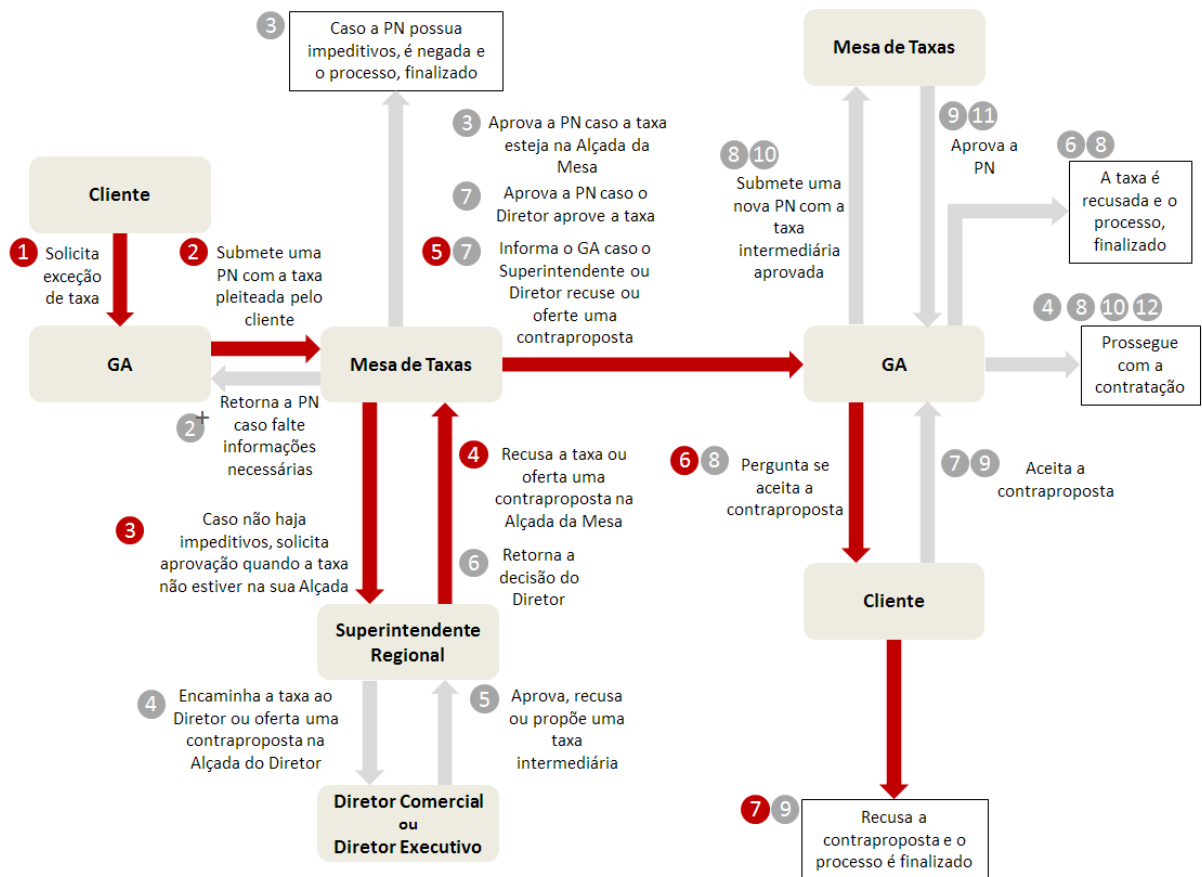 3
Caso a PN possua
impeditivos, é negada e
o processo, finalizado
Mesa de Taxas
3
Aprova a PN caso a taxa
esteja na Alçada da
Mesa
7
Aprova a PN caso o
Diretor aprove a taxa
5 7
Informa o GA caso o
Superintendente ou
Diretor recuse ou
oferte uma
contraproposta
8 10
Submete uma
nova PN com a
taxa
intermediária
aprovada
9 11
Aprova a
PN
6 8
A taxa é
recusada e o
processo,
finalizado
Cliente
1
Solicita
exceção
de taxa
2
Submete uma
PN com a taxa
pleiteada pelo
cliente
GA
Mesa de Taxas
GA
4 8 10 12
Prossegue
com a
contratação
2+
Retorna a PN
caso falte
informações
necessárias
4
Recusa a taxa ou
oferta uma
contraproposta na
Alçada da Mesa
6 8
Pergunta se
aceita a
contraproposta
7 9
Aceita a
contraproposta
3
Caso não haja
impeditivos, solicita
aprovação quando a taxa
não estiver na sua Alçada
6
Retorna a
decisão do
Diretor
Cliente
Superintendente
Regional
4
Encaminha a taxa ao
Diretor ou oferta uma
contraproposta na
Alçada do Diretor
5
Aprova, recusa
ou propõe uma
taxa
intermediária
Diretor Comercial
ou
Diretor Executivo
7 9
Recusa a
contraproposta e o
processo é finalizado